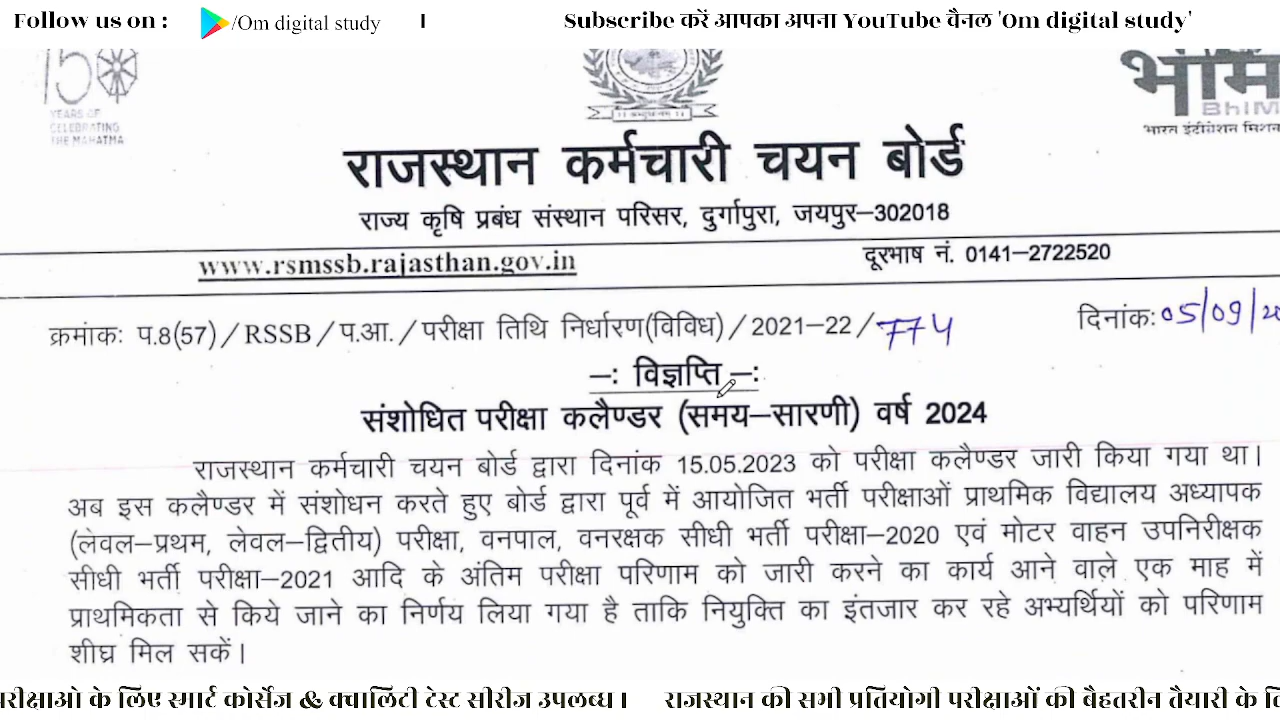 Follow us on : /Om digital study I Subscribe करें आपका अपना YouTube चैनल 'Om digital study'
150
YEARS OF
CELEBRATING
THE MAHATMA
भीम
BHIM
भारत इंटीग्रेशन मिशन
राजस्थान कर्मचारी चयन बोर्ड
राज्य कृषि प्रबंध संस्थान परिसर, दुर्गापुरा, जयपुर–302018
www.rsmssb.rajasthan.gov.in दूरभाष नं. 0141–2722520
क्रमांकः प.8(57)/RSSB/प.आ./परीक्षा तिथि निर्धारण(विविध)/2021–22/774 दिनांकः05/09/20
–: विज्ञप्ति –:
संशोधित परीक्षा कलैण्डर (समय–सारणी) वर्ष 2024
राजस्थान कर्मचारी चयन बोर्ड द्वारा दिनांक 15.05.2023 को परीक्षा कलैण्डर जारी किया गया था।
अब इस कलैण्डर में संशोधन करते हुए बोर्ड द्वारा पूर्व में आयोजित भर्ती परीक्षाओं प्राथमिक विद्यालय अध्यापक
(लेवल–प्रथम, लेवल–द्वितीय) परीक्षा, वनपाल, वनरक्षक सीधी भर्ती परीक्षा–2020 एवं मोटर वाहन उपनिरीक्षक
सीधी भर्ती परीक्षा–2021 आदि के अंतिम परीक्षा परिणाम को जारी करने का कार्य आने वाले एक माह में
प्राथमिकता से किये जाने का निर्णय लिया गया है ताकि नियुक्ति का इंतजार कर रहे अभ्यर्थियों को परिणाम
शीघ्र मिल सकें।
परीक्षाओ के लिए स्मार्ट कोर्सेज & क्वालिटी टेस्ट सीरीज उपलब्ध । राजस्थान की सभी प्रतियोगी परीक्षाओं की बैहतरीन तैयारी के लि